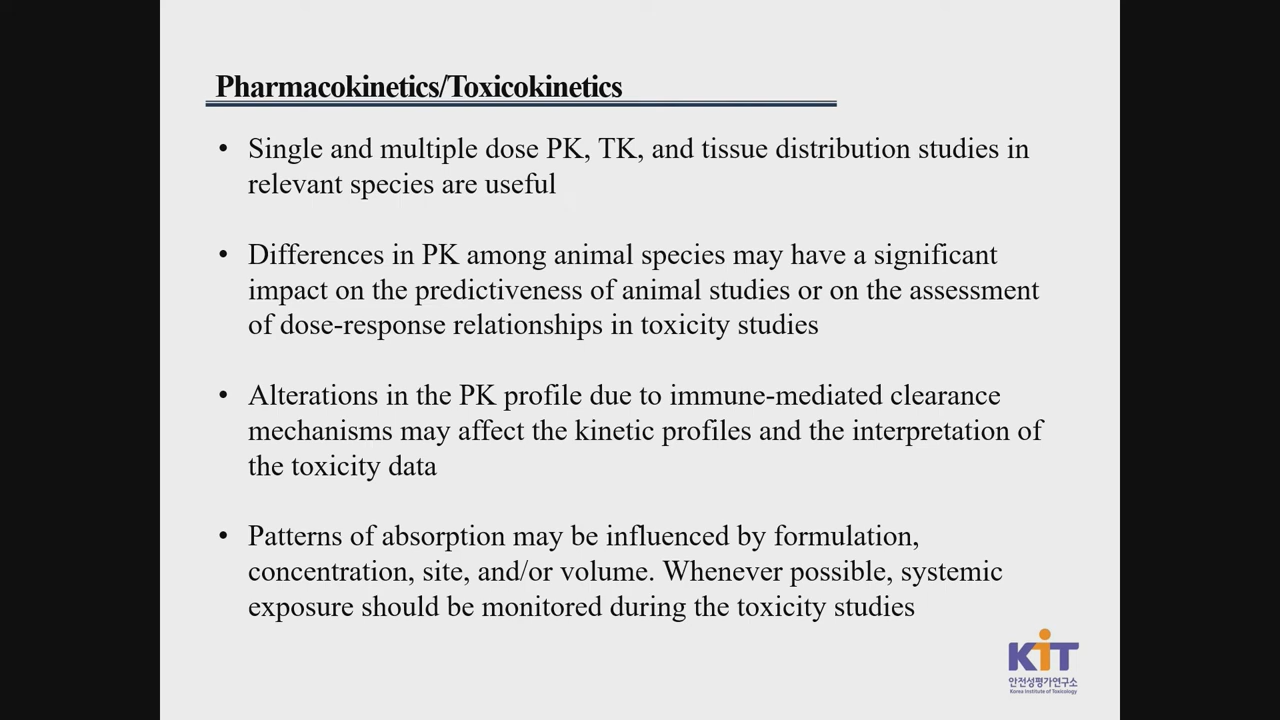 Pharmacokinetics/Toxicokinetics
• Single and multiple dose PK, TK, and tissue distribution studies in
relevant species are useful
• Differences in PK among animal species may have a significant
impact on the predictiveness of animal studies or on the assessment
of dose-response relationships in toxicity studies
• Alterations in the PK profile due to immune-mediated clearance
mechanisms may affect the kinetic profiles and the interpretation of
the toxicity data
• Patterns of absorption may be influenced by formulation,
concentration, site, and/or volume. Whenever possible, systemic
exposure should be monitored during the toxicity studies
KiT
안전성평가연구소
Korea Institute of Toxicology